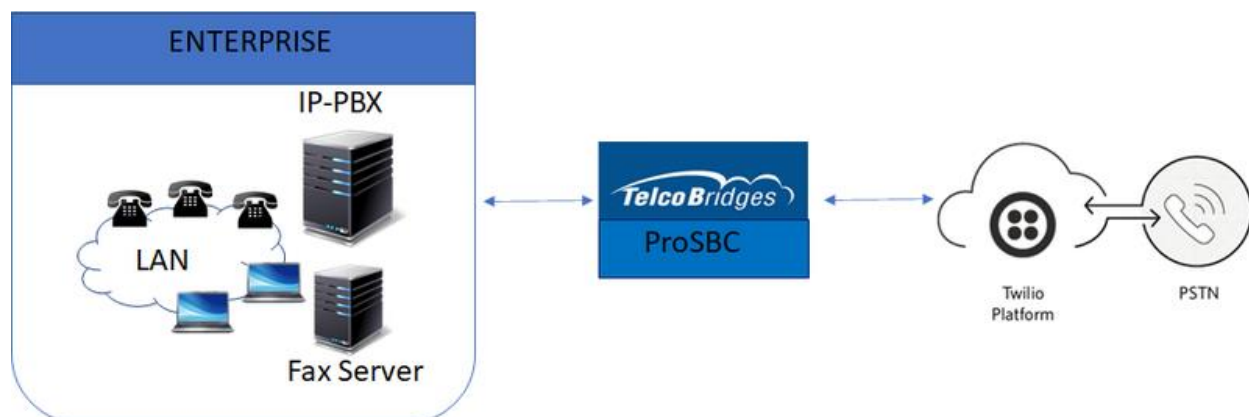 ENTERPRISE
IP-PBX
LAN
Fax Server
TelcoBridges
ProSBC
Twilio
Platform
PSTN